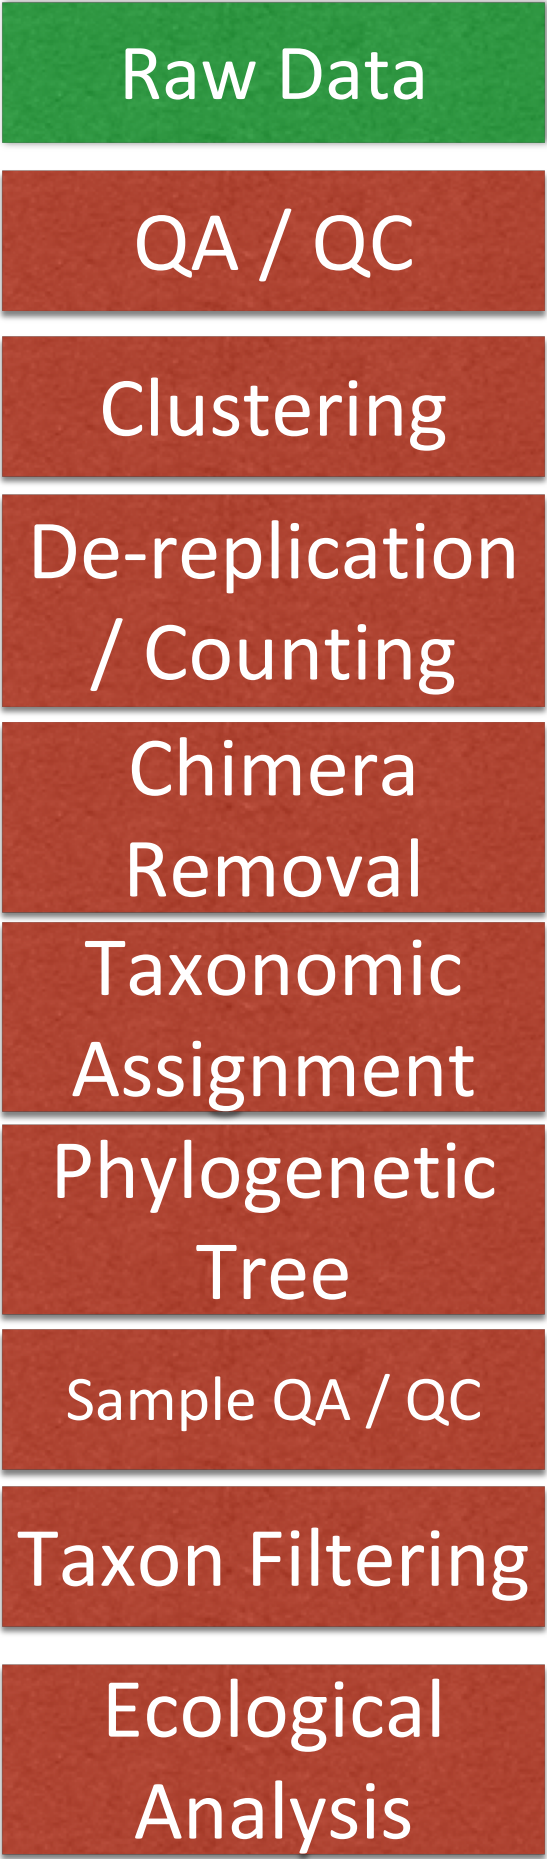 Raw Data
QA / QC
Clustering
De-replication
/ Counting
Chimera
Removal
Taxonomic
Assignment
Phylogenetic
Tree
Sample QA / QC
Taxon Filtering
Ecological
Analysis